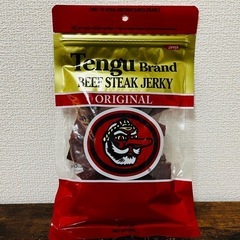 Tengu Brand
BEEF STEAK JERKY
ORIGINAL